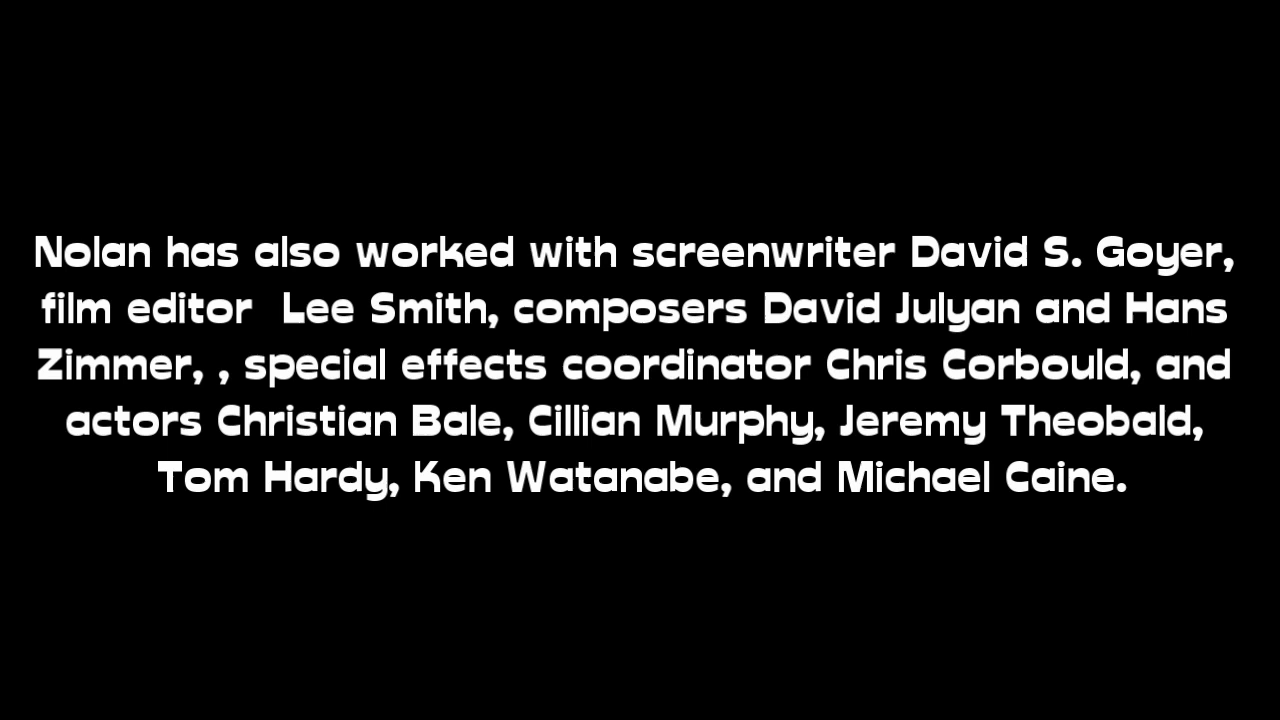 Nolan has also worked with screenwriter David S. Goyer,
film editor  Lee Smith, composers David Julyan and Hans
Zimmer, , special effects coordinator Chris Corbould, and
actors Christian Bale, Cillian Murphy, Jeremy Theobald,
Tom Hardy, Ken Watanabe, and Michael Caine.